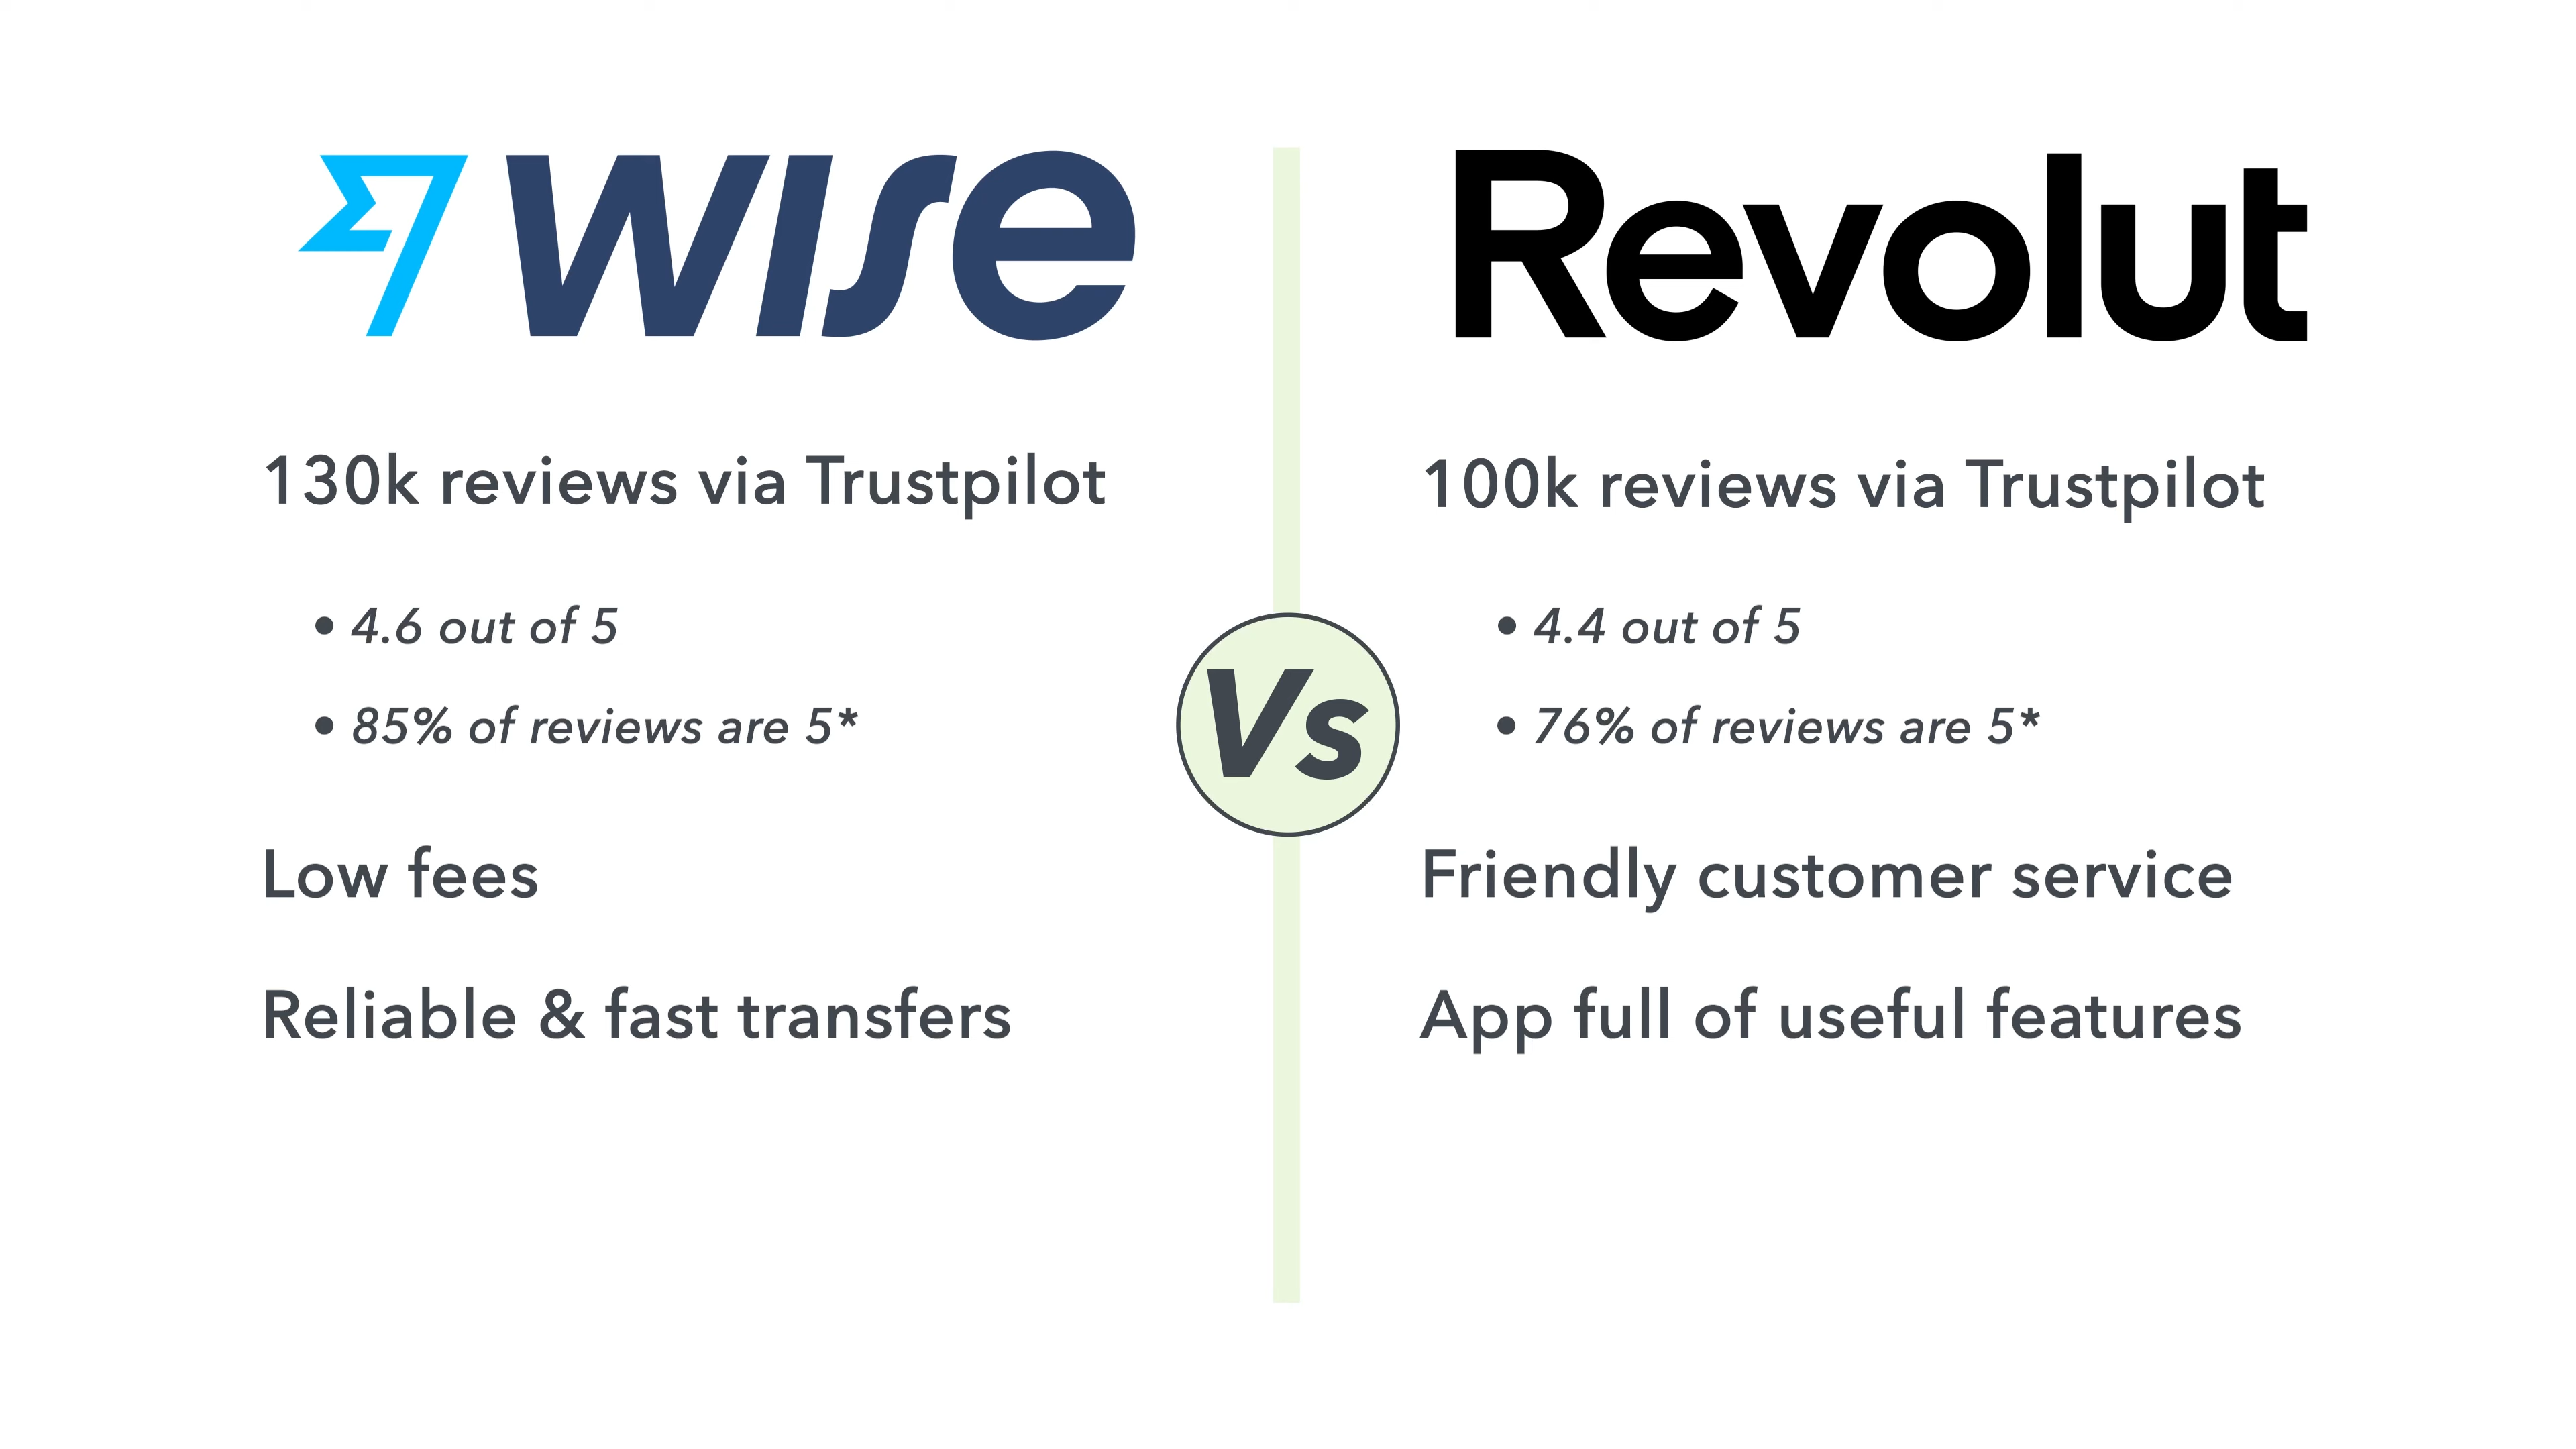 wise
Revolut
130k reviews via Trustpilot
• 4.6 out of 5
• 85% of reviews are 5*
Low fees
Reliable & fast transfers
Vs
100k reviews via Trustpilot
• 4.4 out of 5
• 76% of reviews are 5*
Friendly customer service
App full of useful features